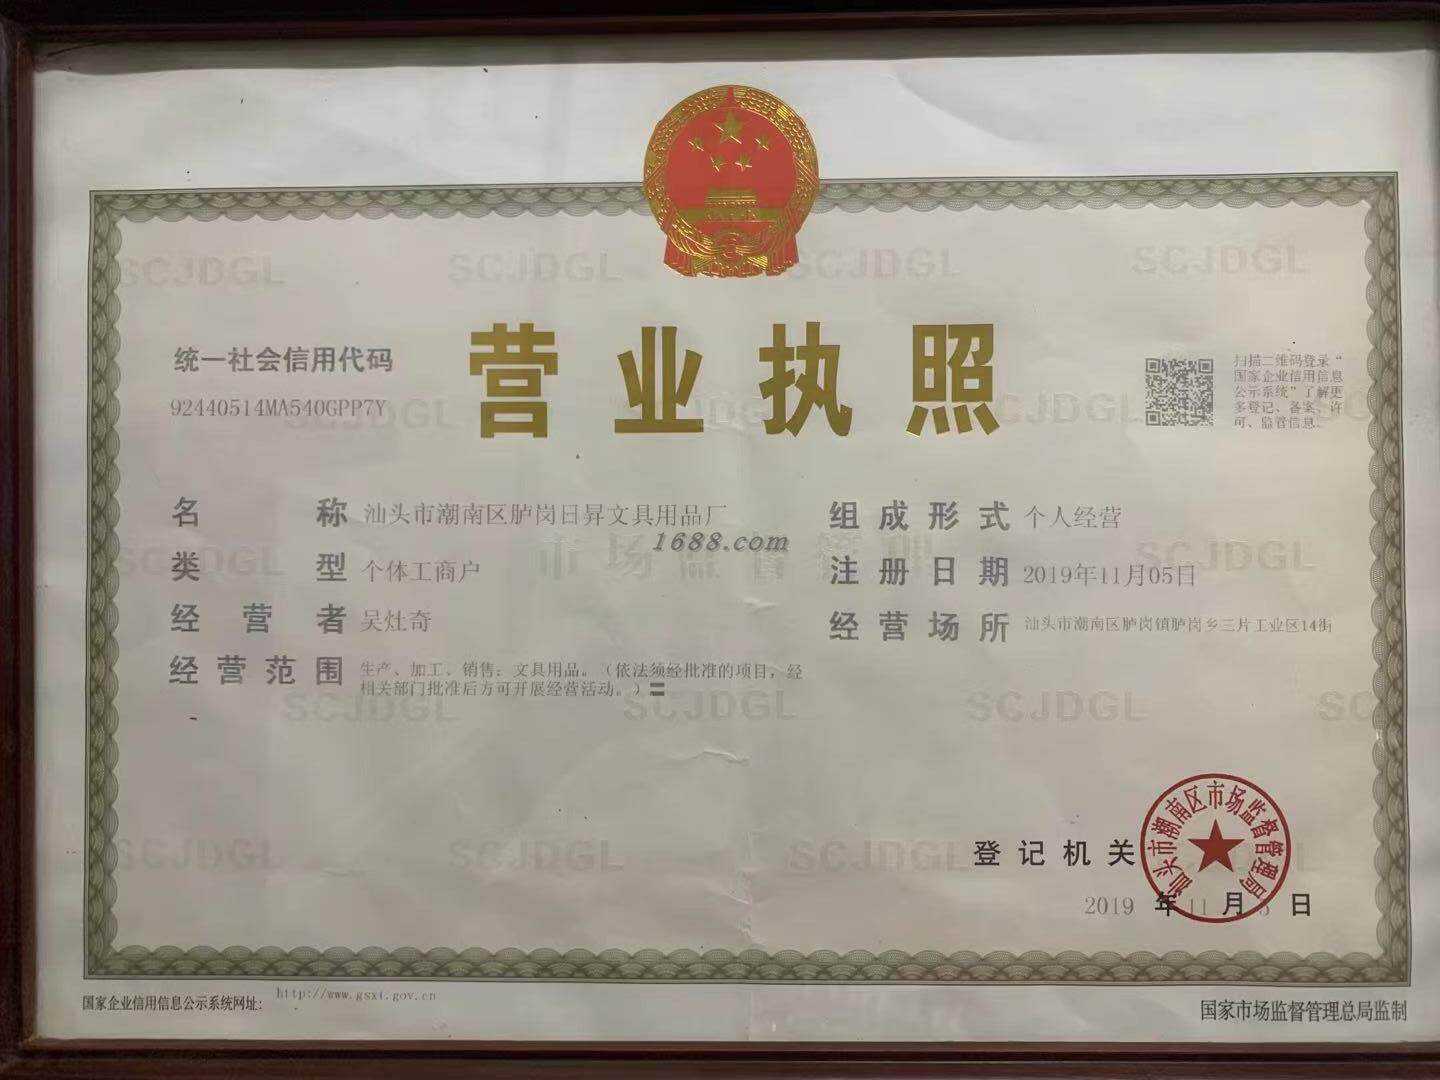 营业执照
统一社会信用代码
92440514MA540GPP7Y
扫描二维码登录“
国家企业信用信息
公示系统”了解更
多登记、备案、许
可、监管信息。
名称 汕头市潮南区胪岗日昇文具用品厂
类型 个体工商户
经营者 吴灶奇
经营范围 生产、加工、销售：文具用品。（依法须经批准的项目，经
相关部门批准后方可开展经营活动。）〓
组成形式 个人经营
注册日期 2019年11月05日
经营场所 汕头市潮南区胪岗镇胪岗乡三片工业区14街
1688.com
市场监督管理
SCJDGL
登记机关
汕头市潮南区市场监督管理局
2019 年 11 月 5 日
国家企业信用信息公示系统网址： http://www.gsxt.gov.cn
国家市场监督管理总局监制